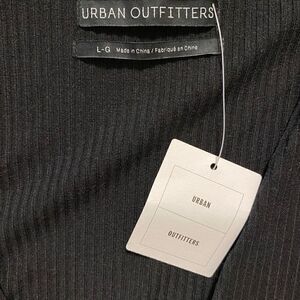 URBAN OUTFITTERS
L-G Made in China / Fabriqué en Chine
URBAN
OUTFITTERS